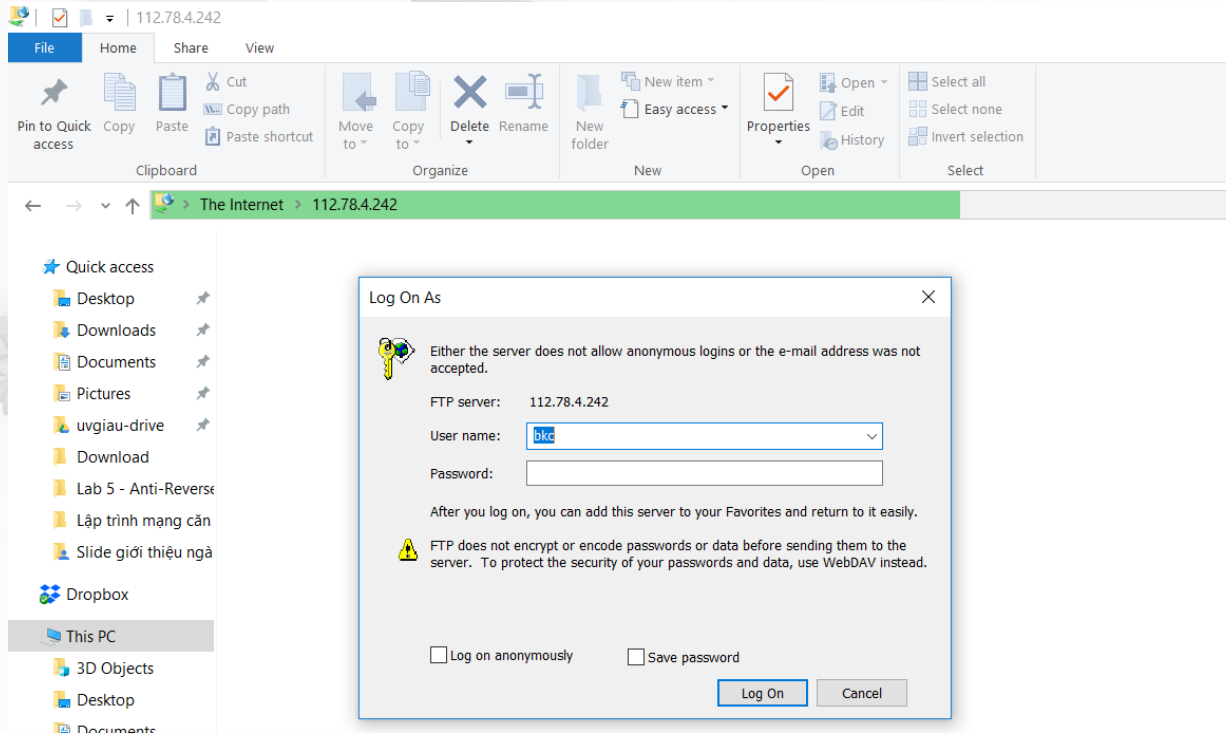 112.78.4.242
File Home Share View
Pin to Quick access
Copy
Paste
Cut
Copy path
Paste shortcut
Clipboard
Move to
Copy to
Delete
Rename
Organize
New folder
New item
Easy access
New
Properties
Open
Edit
History
Open
Select all
Select none
Invert selection
Select
The Internet > 112.78.4.242
Quick access
Desktop
Downloads
Documents
Pictures
uvgiau-drive
Download
Lab 5 - Anti-Reverse
Lập trình mạng căn
Slide giới thiệu ngà
Dropbox
This PC
3D Objects
Desktop
Documents
Log On As
Either the server does not allow anonymous logins or the e-mail address was not
accepted.
FTP server: 112.78.4.242
User name: bkc
Password:
After you log on, you can add this server to your Favorites and return to it easily.
FTP does not encrypt or encode passwords or data before sending them to the
server. To protect the security of your passwords and data, use WebDAV instead.
Log on anonymously Save password
Log On Cancel